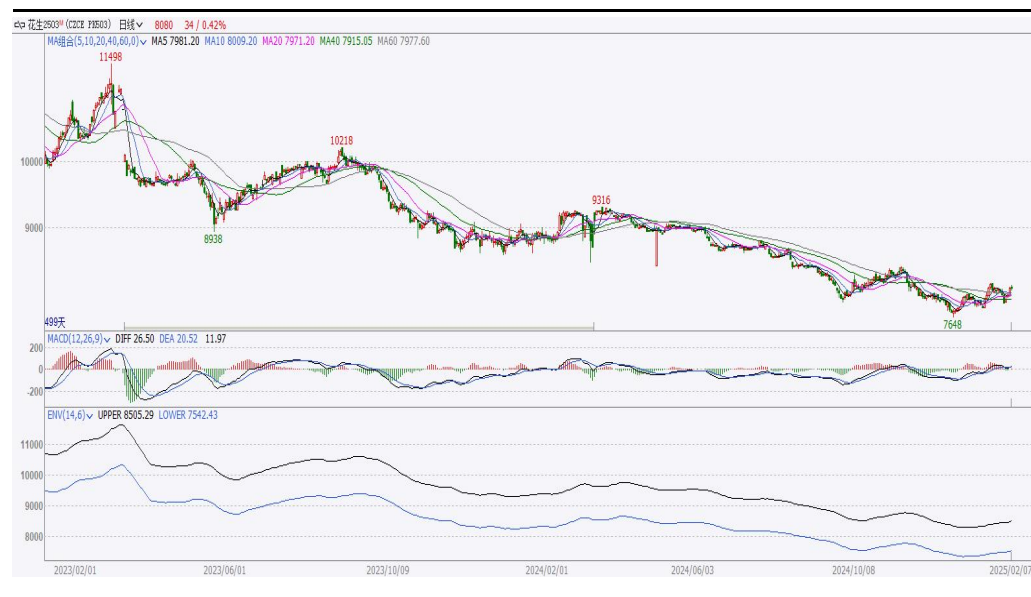 花生2503ᴹ (CZCE PK503) 日线 8080 34 / 0.42%
MA组合(5,10,20,40,60,0) MA5 7981.20 MA10 8009.20 MA20 7971.20 MA40 7915.05 MA60 7977.60
11498
10218
10000
9316
9000
8938
7648
499天
MACD(12,26,9) DIFF 26.50 DEA 20.52 11.97
200
0
-200
ENV(14,6) UPPER 8505.29 LOWER 7542.43
11000
10000
9000
8000
2023/02/01 2023/06/01 2023/10/09 2024/02/01 2024/06/03 2024/10/08 2025/02/07